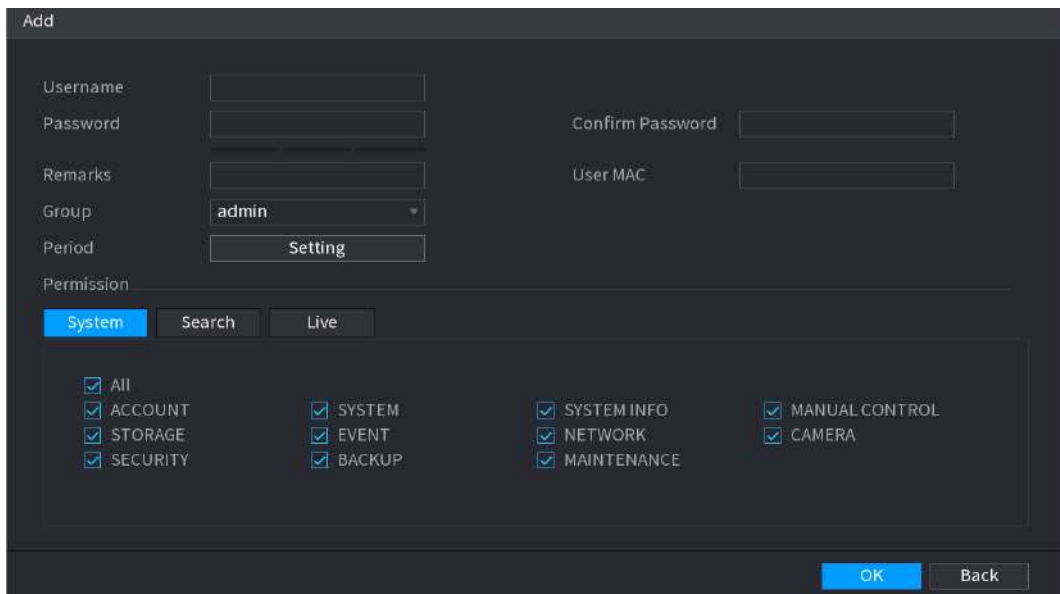 Add
Username
Password Confirm Password
Remarks User MAC
Group admin
Period Setting
Permission
System Search Live
All
ACCOUNT SYSTEM SYSTEM INFO MANUAL CONTROL
STORAGE EVENT NETWORK CAMERA
SECURITY BACKUP MAINTENANCE
OK Back